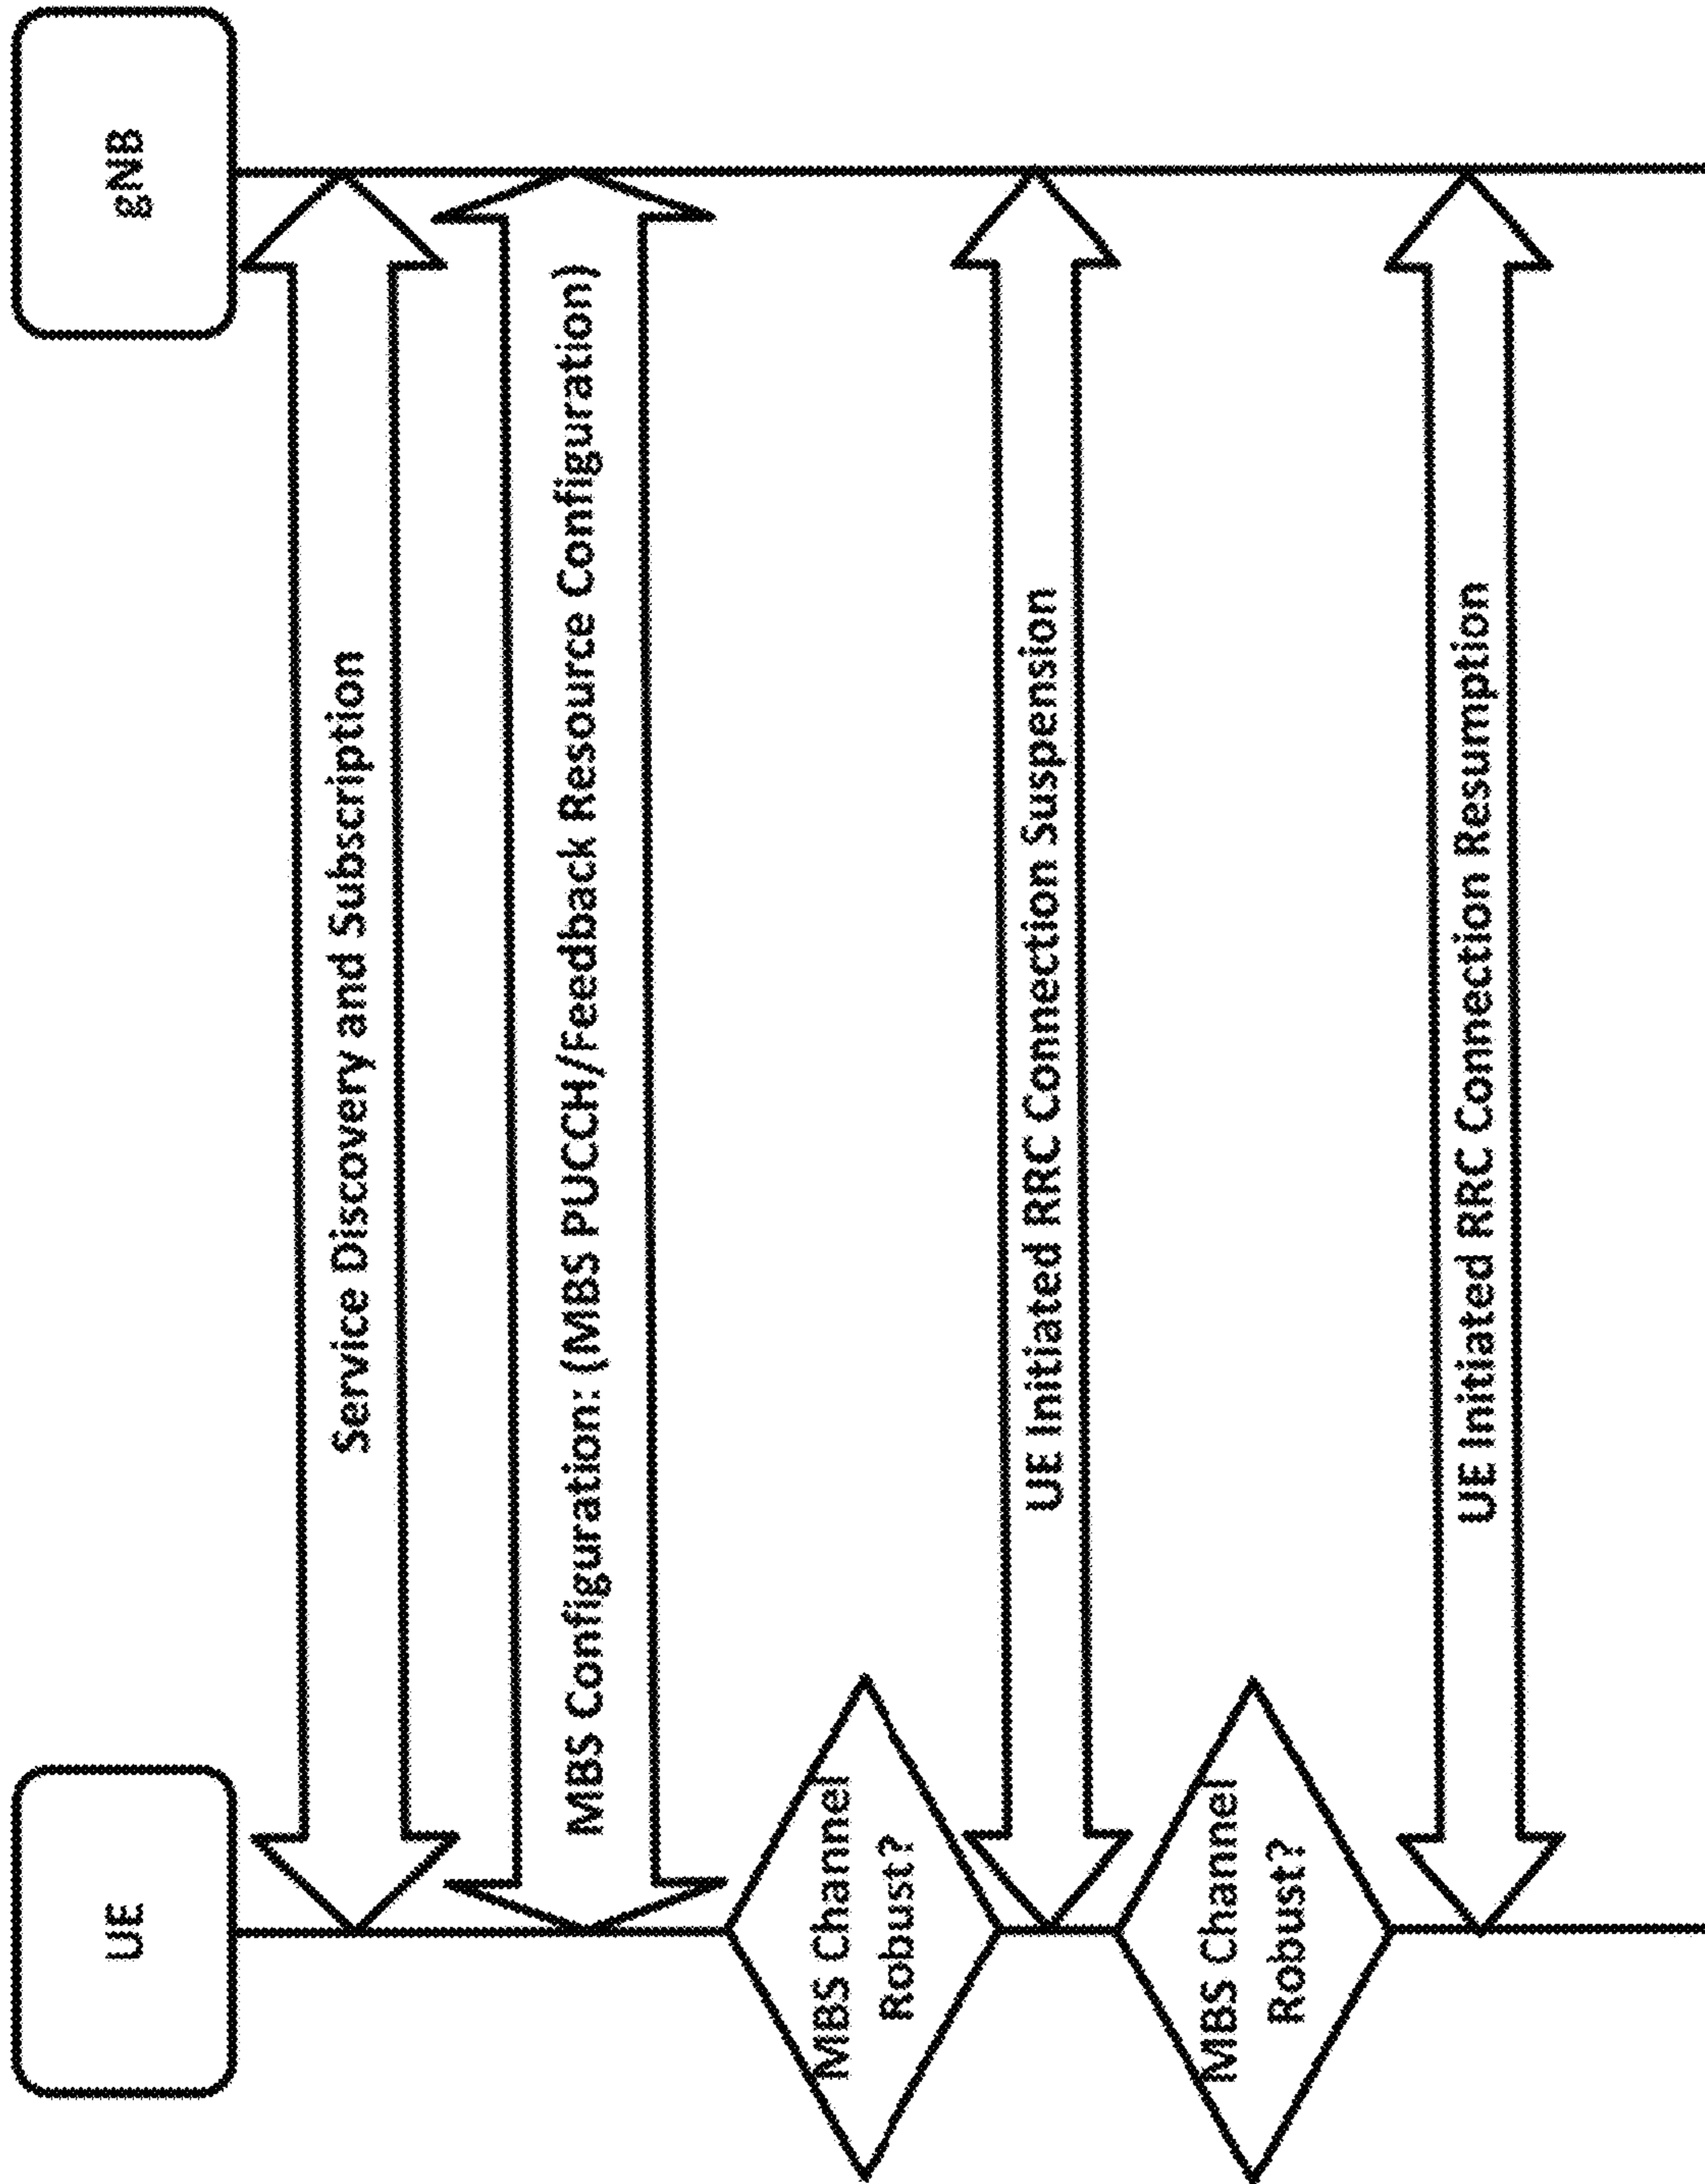 UE
gNB
Service Discovery and Subscription
MBS Configuration: (MBS PUCCH/Feedback Resource Configuration)
MBS Channel
Robust?
UE Initiated RRC Connection Suspension
MBS Channel
Robust?
UE Initiated RRC Connection Resumption